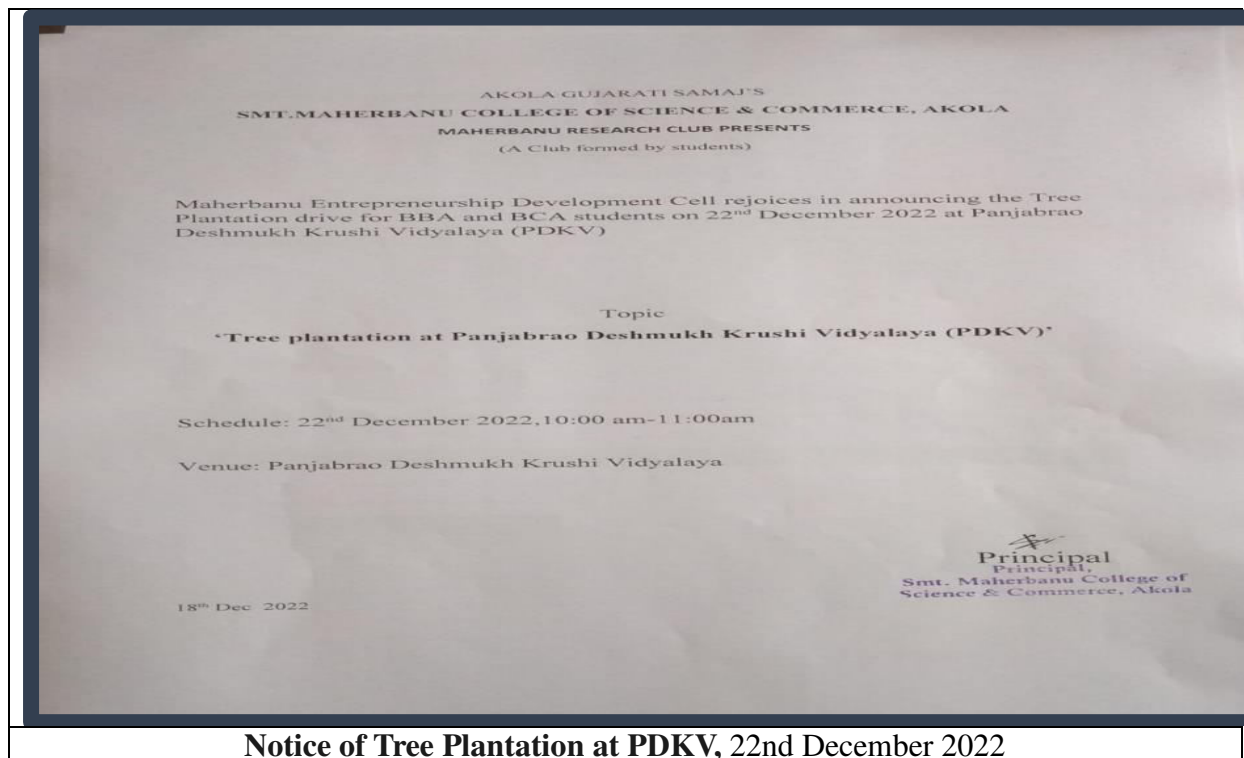 AKOLA GUJARATI SAMAJ'S
SMT.MAHERBANU COLLEGE OF SCIENCE & COMMERCE, AKOLA
MAHERBANU RESEARCH CLUB PRESENTS
(A Club formed by students)
Maherbanu Entrepreneurship Development Cell rejoices in announcing the Tree
Plantation drive for BBA and BCA students on 22nd December 2022 at Panjabrao
Deshmukh Krushi Vidyalaya (PDKV)
Topic
‘Tree plantation at Panjabrao Deshmukh Krushi Vidyalaya (PDKV)’
Schedule: 22nd December 2022,10:00 am-11:00am
Venue: Panjabrao Deshmukh Krushi Vidyalaya
Principal
Principal,
Smt. Maherbanu College of
Science & Commerce, Akola
18th Dec 2022
Notice of Tree Plantation at PDKV, 22nd December 2022